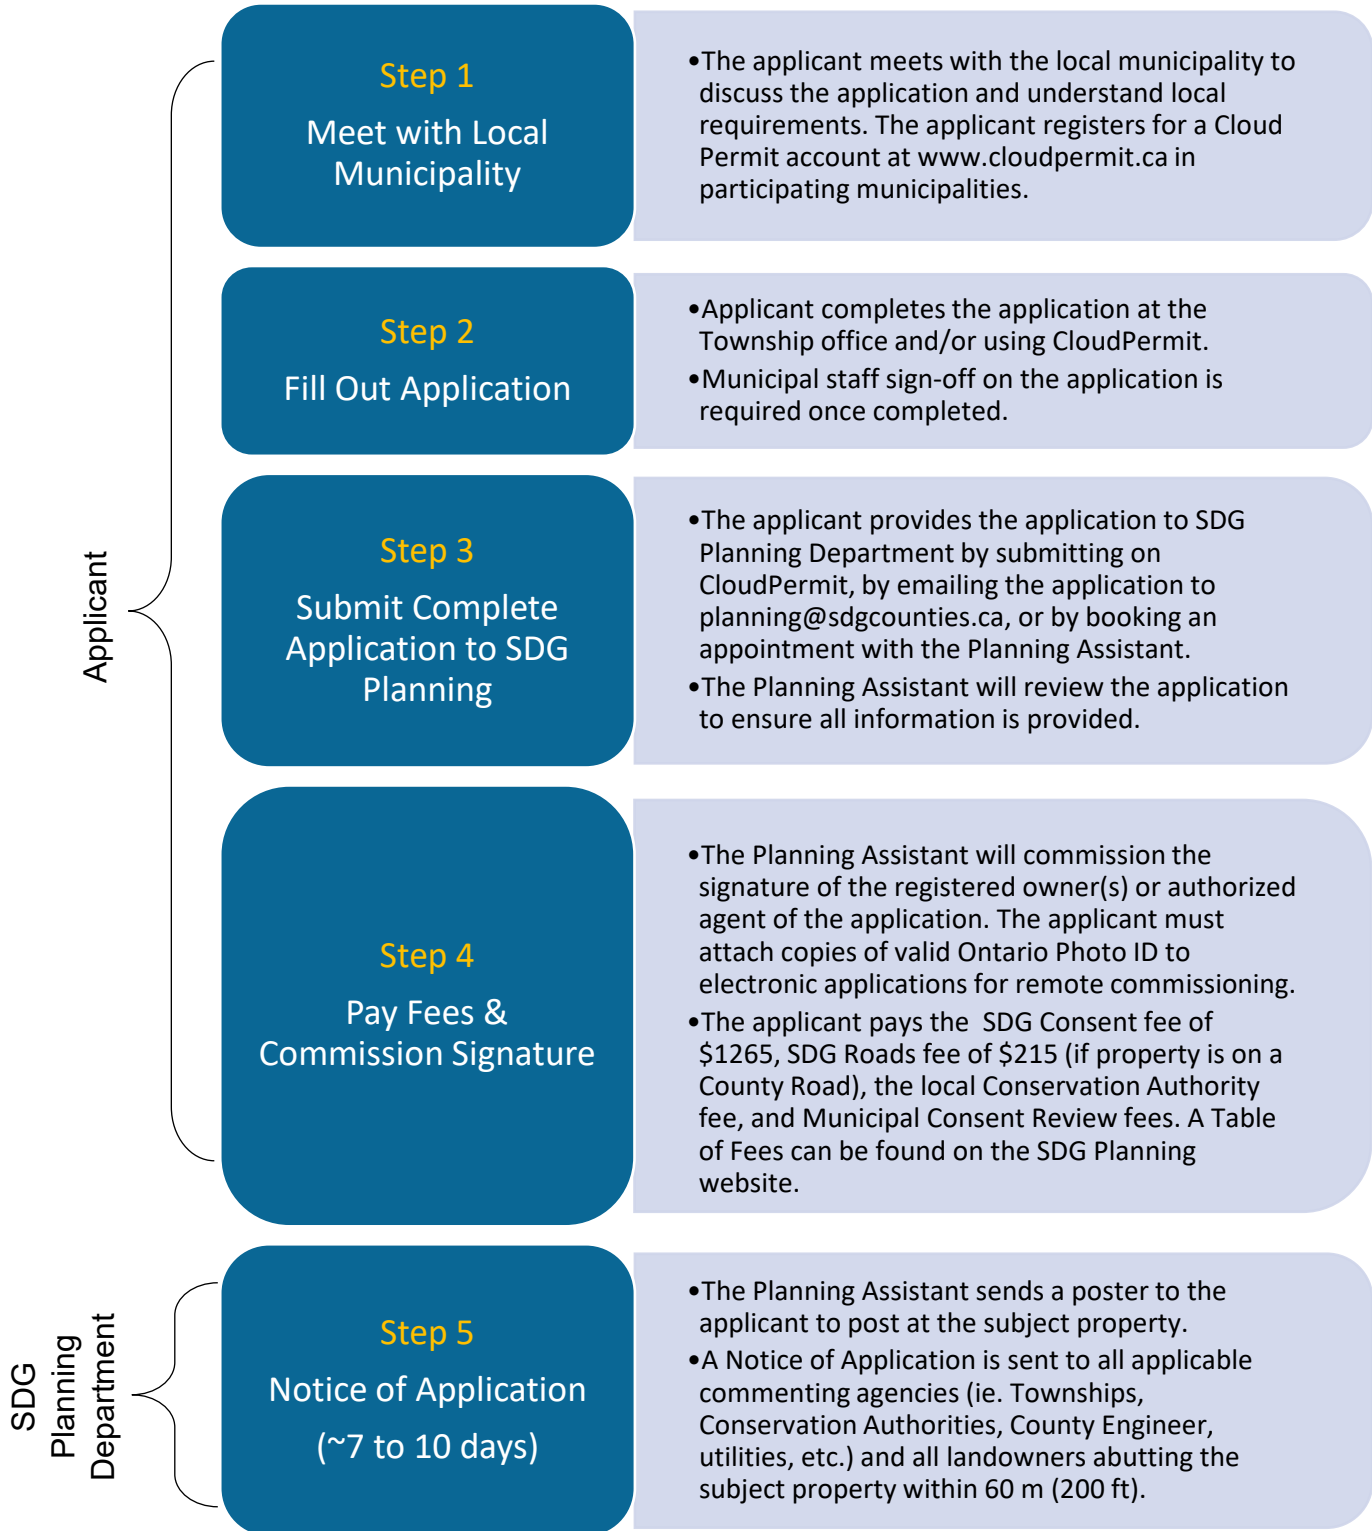 Applicant
Step 1
Meet with Local
Municipality
•The applicant meets with the local municipality to
discuss the application and understand local
requirements. The applicant registers for a Cloud
Permit account at www.cloudpermit.ca in
participating municipalities.
Step 2
Fill Out Application
•Applicant completes the application at the
Township office and/or using CloudPermit.
•Municipal staff sign-off on the application is
required once completed.
Step 3
Submit Complete
Application to SDG
Planning
•The applicant provides the application to SDG
Planning Department by submitting on
CloudPermit, by emailing the application to
planning@sdgcounties.ca, or by booking an
appointment with the Planning Assistant.
•The Planning Assistant will review the application
to ensure all information is provided.
Step 4
Pay Fees &
Commission Signature
•The Planning Assistant will commission the
signature of the registered owner(s) or authorized
agent of the application. The applicant must
attach copies of valid Ontario Photo ID to
electronic applications for remote commissioning.
•The applicant pays the  SDG Consent fee of
$1265, SDG Roads fee of $215 (if property is on a
County Road), the local Conservation Authority
fee, and Municipal Consent Review fees. A Table
of Fees can be found on the SDG Planning
website.
SDG
Planning
Department
Step 5
Notice of Application
(~7 to 10 days)
•The Planning Assistant sends a poster to the
applicant to post at the subject property.
•A Notice of Application is sent to all applicable
commenting agencies (ie. Townships,
Conservation Authorities, County Engineer,
utilities, etc.) and all landowners abutting the
subject property within 60 m (200 ft).